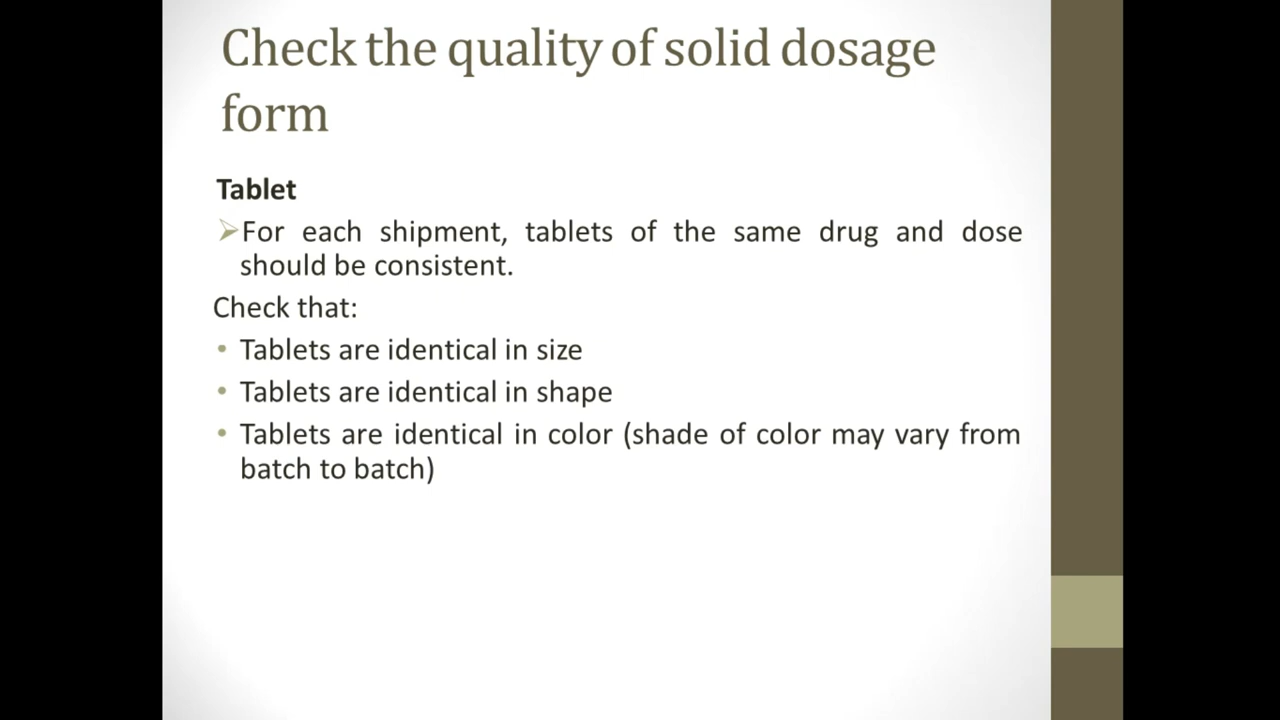 Check the quality of solid dosage
form
Tablet
➢For each shipment, tablets of the same drug and dose
should be consistent.
Check that:
• Tablets are identical in size
• Tablets are identical in shape
• Tablets are identical in color (shade of color may vary from
batch to batch)